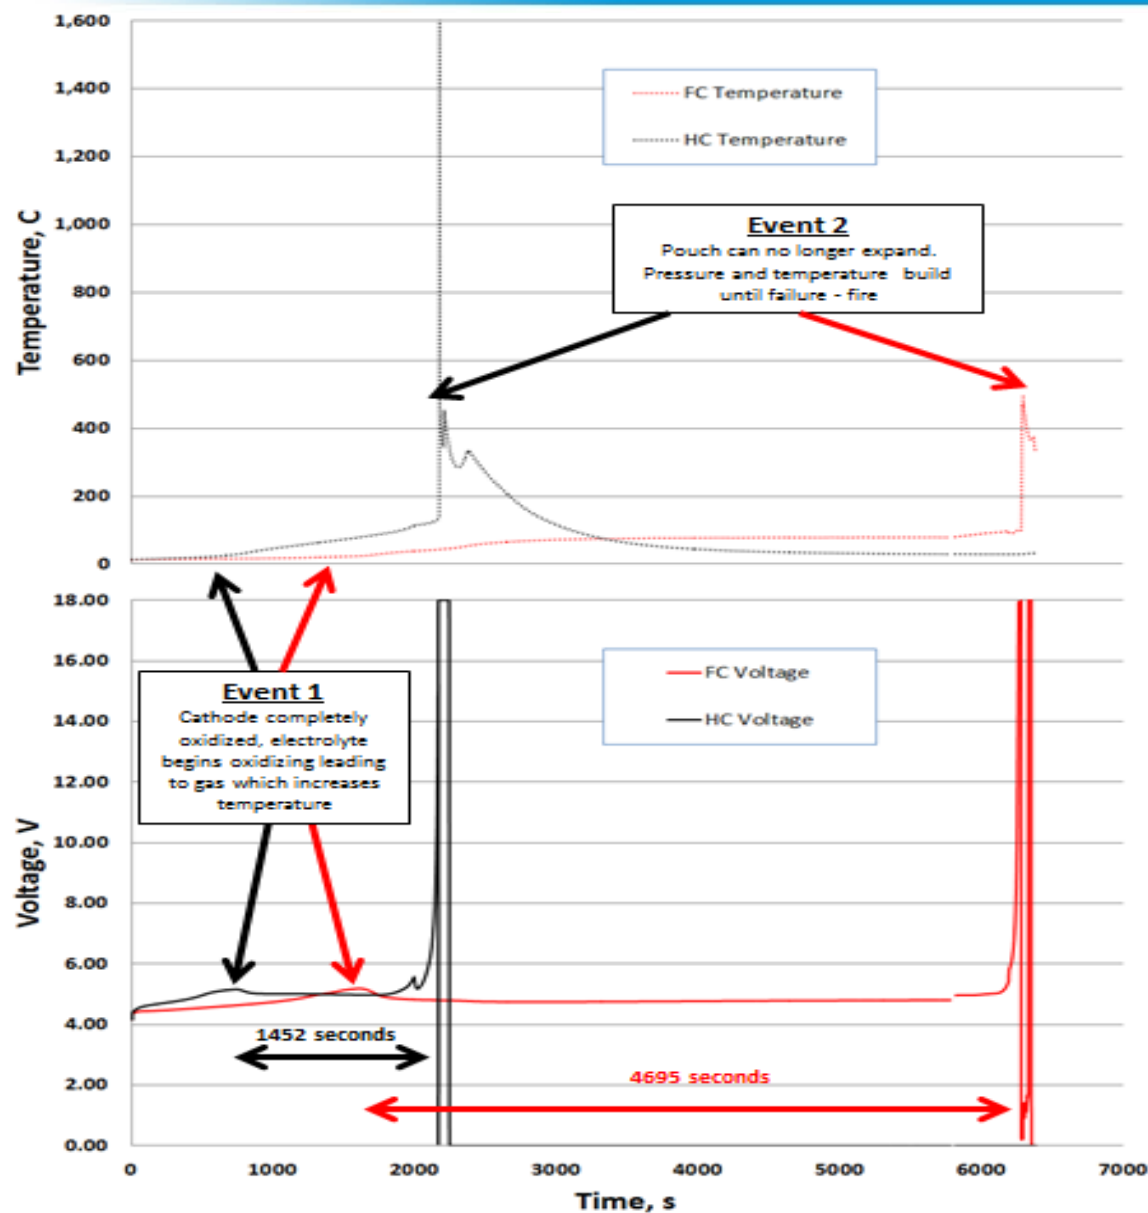 1,600
1,400
1,200
1,000
800
600
400
200
0
Temperature, C
FC Temperature
HC Temperature
Event 2
Pouch can no longer expand.
Pressure and temperature build
until failure - fire
18.00
16.00
14.00
12.00
10.00
8.00
6.00
4.00
2.00
0.00
Voltage, V
FC Voltage
HC Voltage
Event 1
Cathode completely
oxidized, electrolyte
begins oxidizing leading
to gas which increases
temperature
1452 seconds
4695 seconds
0 1000 2000 3000 4000 5000 6000 7000
Time, s